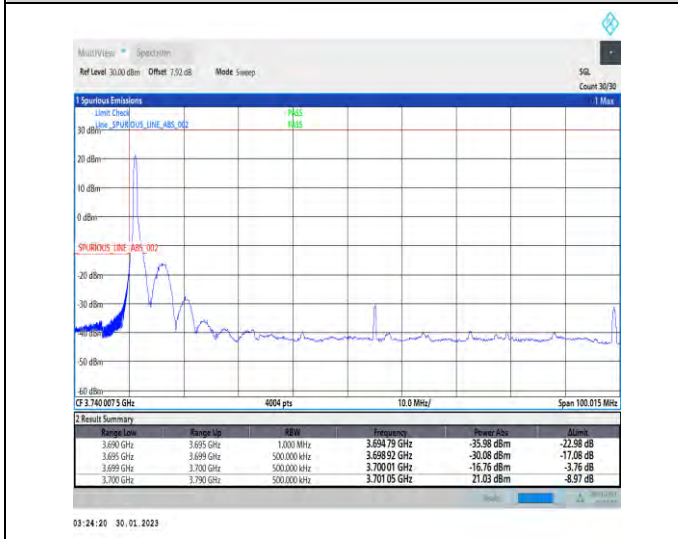 MultiView Spectrum
Ref Level 30.00 dBm Offset 7.92 dB Mode Sweep SGL
Count 30/30
1 Spurious Emissions 1 Max
Limit Check PASS
Line _SPURIOUS_LINE_ABS_002 PASS
30 dBm
20 dBm
10 dBm
0 dBm
SPURIOUS_LINE_ABS_002
-20 dBm
-30 dBm
-40 dBm
-50 dBm
-60 dBm
CF 3.740 007 5 GHz 4004 pts 10.0 MHz/ Span 100.015 MHz
2 Result Summary
Range Low Range Up RBW Frequency Power Abs ΔLimit
3.690 GHz 3.695 GHz 1.000 MHz 3.694 79 GHz -35.98 dBm -22.98 dB
3.695 GHz 3.699 GHz 500.000 kHz 3.698 92 GHz -30.08 dBm -17.08 dB
3.699 GHz 3.700 GHz 500.000 kHz 3.700 01 GHz -16.76 dBm -3.76 dB
3.700 GHz 3.790 GHz 500.000 kHz 3.701 05 GHz 21.03 dBm -8.97 dB
03:24:20 30.01.2023